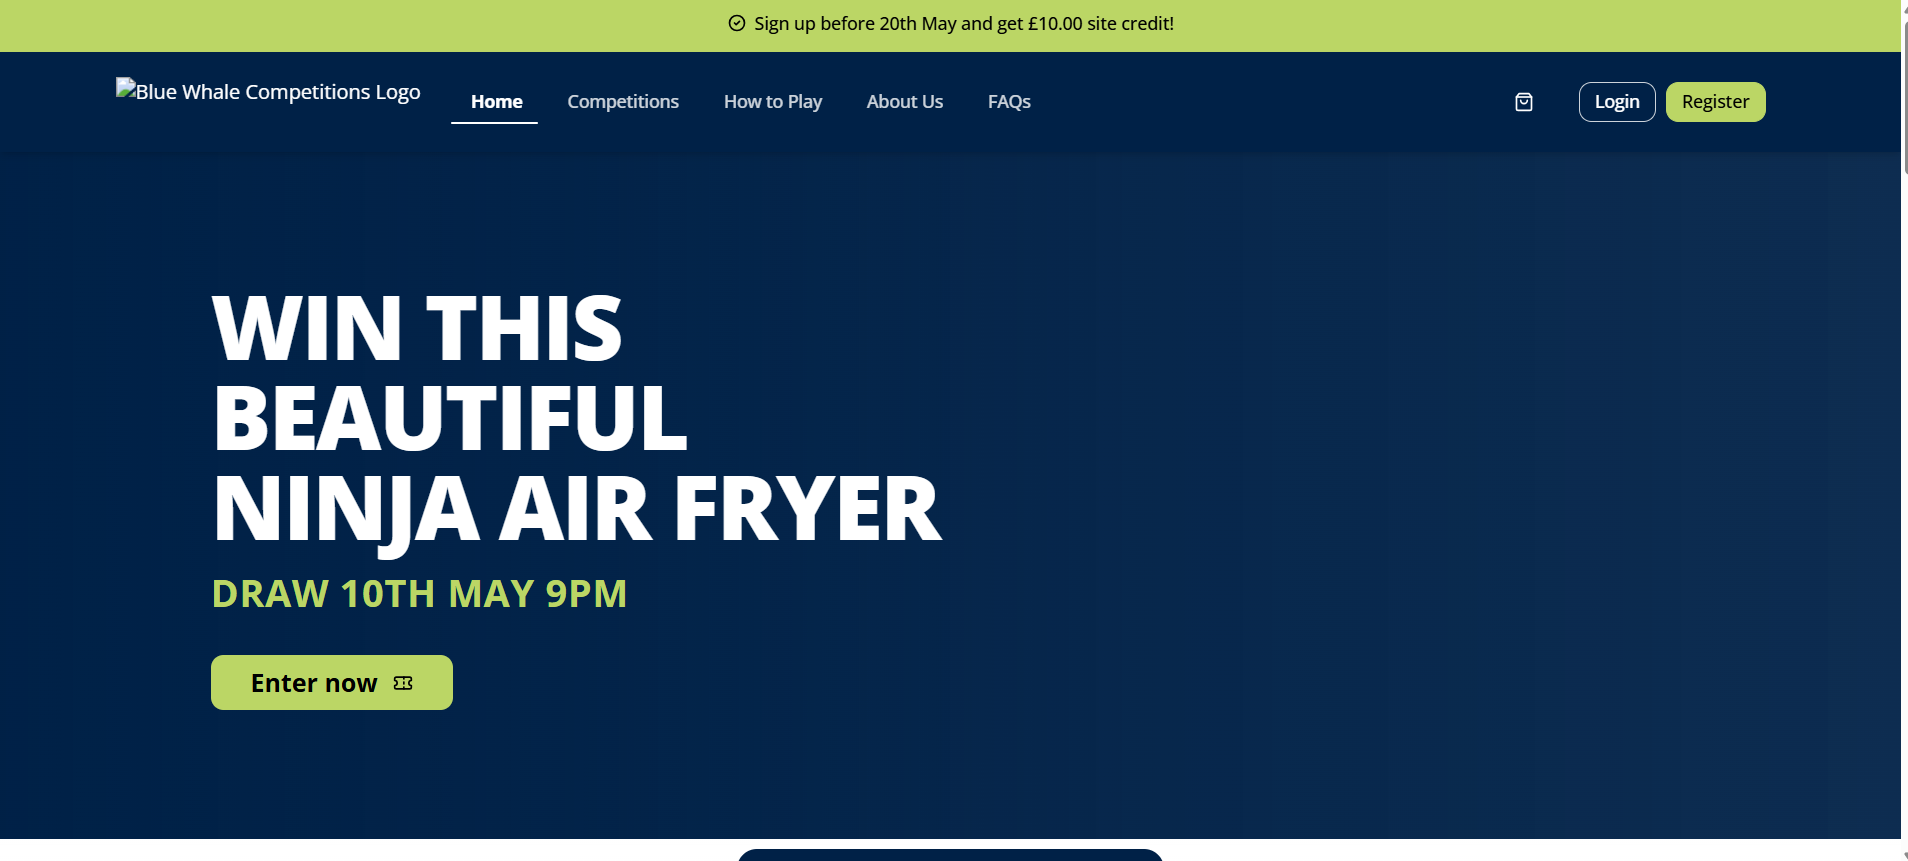 Sign up before 20th May and get £10.00 site credit!
Blue Whale Competitions Logo
Home
Competitions
How to Play
About Us
FAQs
Login
Register
WIN THIS
BEAUTIFUL
NINJA AIR FRYER
DRAW 10TH MAY 9PM
Enter now